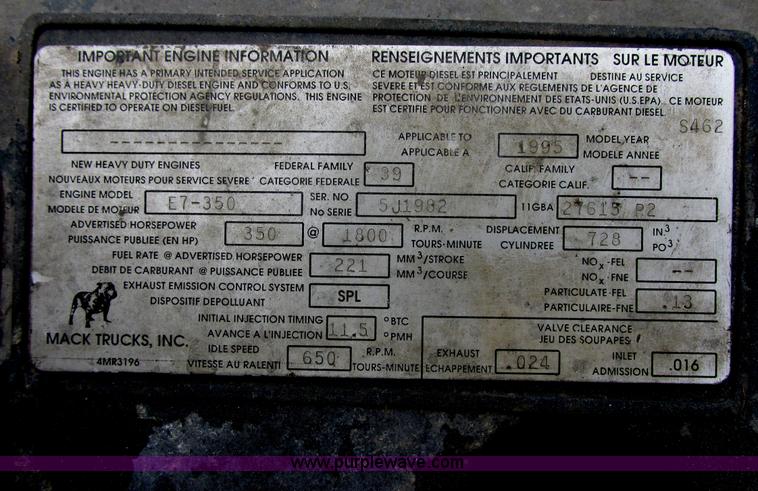 IMPORTANT ENGINE INFORMATION
THIS ENGINE HAS A PRIMARY INTENDED SERVICE APPLICATION
AS A HEAVY HEAVY-DUTY DIESEL ENGINE AND CONFORMS TO U.S.
ENVIRONMENTAL PROTECTION AGENCY REGULATIONS. THIS ENGINE
IS CERTIFIED TO OPERATE ON DIESEL FUEL.
RENSEIGNEMENTS IMPORTANTS SUR LE MOTEUR
CE MOTEUR DIESEL EST PRINCIPALEMENT DESTINE AU SERVICE
SEVERE ET EST CONFORME AUX REGLEMENTS DE L'AGENCE DE
PROTECTION DE L'ENVIRONNEMENT DES ETATS-UNIS (U.S.EPA). CE MOTEUR
EST CERTIFIE POUR FONCTIONNER AVEC DU CARBURANT DIESEL
S462
----------------
APPLICABLE TO
APPLICABLE A
1995
MODEL YEAR
MODELE ANNEE
NEW HEAVY DUTY ENGINES
NOUVEAUX MOTEURS POUR SERVICE SEVERE
FEDERAL FAMILY
CATEGORIE FEDERALE
39
CALIF. FAMILY
CATEGORIE CALIF.
--
ENGINE MODEL
MODELE DE MOTEUR
E7-350
SER. NO
No SERIE
5J1982
11GBA
27615 P2
ADVERTISED HORSEPOWER
PUISSANCE PUBLIEE (EN HP)
350
@
1800
R.P.M.
TOURS-MINUTE
DISPLACEMENT
CYLINDREE
728
IN3
PO3
FUEL RATE @ ADVERTISED HORSEPOWER
DEBIT DE CARBURANT @ PUISSANCE PUBLIEE
221
MM3/STROKE
MM3/COURSE
NOX -FEL
NOX -FNE
--
EXHAUST EMISSION CONTROL SYSTEM
DISPOSITIF DEPOLLUANT
SPL
PARTICULATE-FEL
PARTICULAIRE-FNE
.13
INITIAL INJECTION TIMING
AVANCE A L'INJECTION
11.5
°BTC
°PMH
VALVE CLEARANCE
JEU DES SOUPAPES
MACK TRUCKS, INC.
4MR3196
IDLE SPEED
VITESSE AU RALENTI
650
R.P.M.
TOURS-MINUTE
EXHAUST
ECHAPPEMENT
.024
INLET
ADMISSION
.016
www.purplewave.com